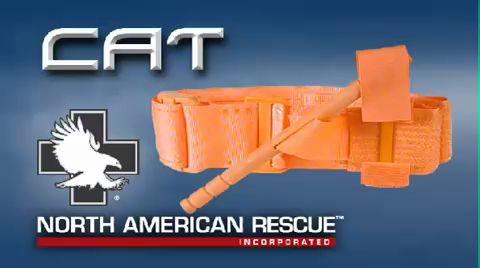 CAT
®
NORTH AMERICAN RESCUE™
INCORPORATED